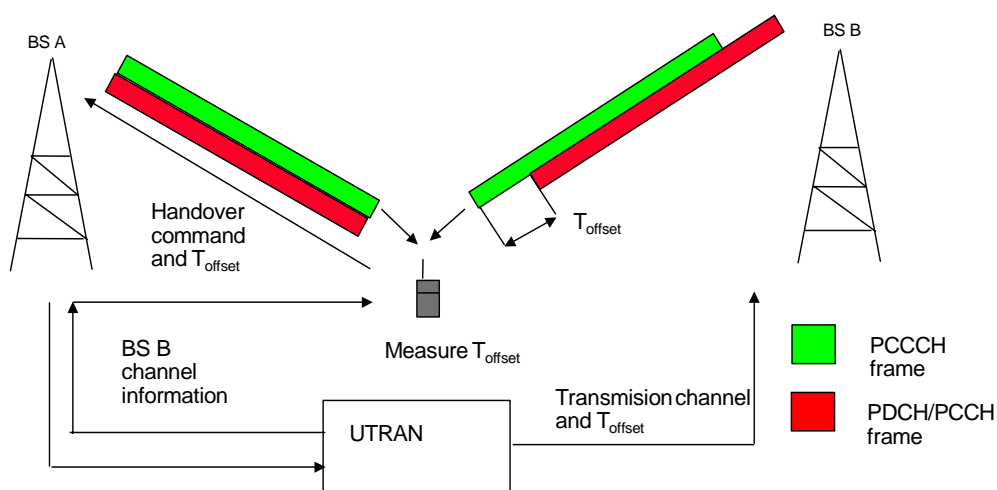 BS A
BS B
Handover
command
and Toffset
Toffset
Measure Toffset
BS B
channel
information
UTRAN
Transmision channel
and Toffset
PCCCH
frame
PDCH/PCCH
frame